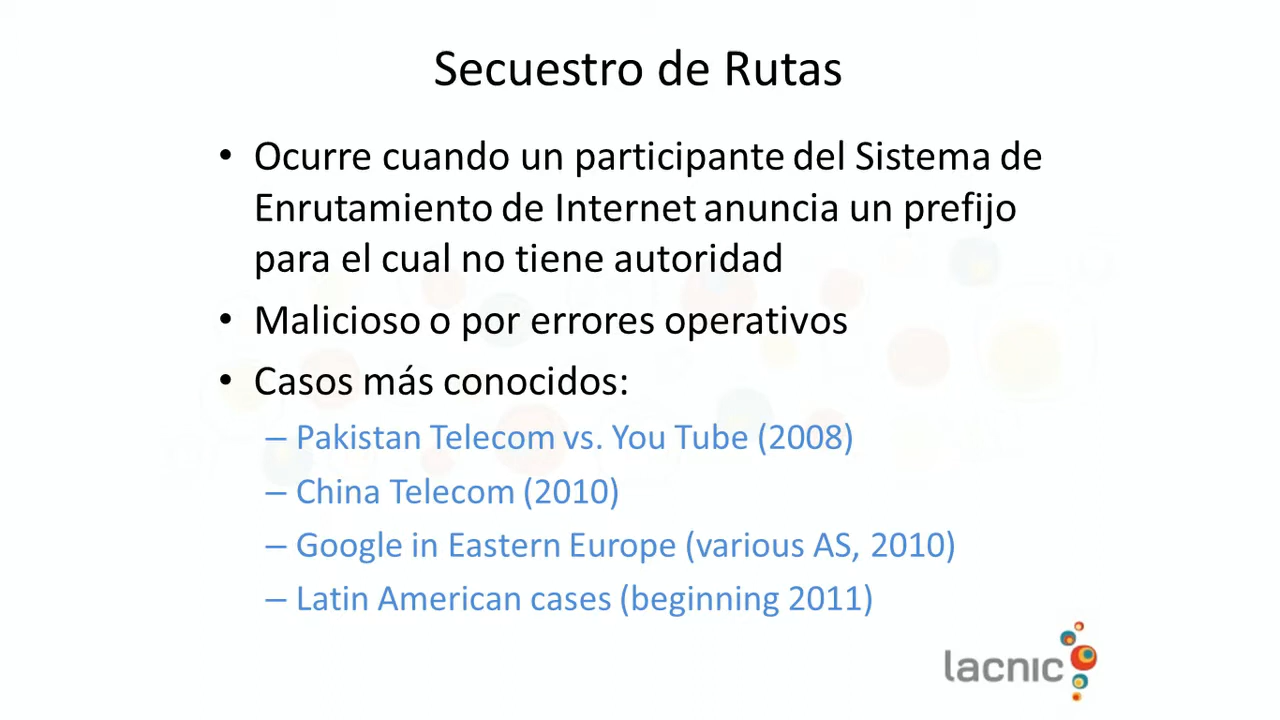 Secuestro de Rutas
• Ocurre cuando un participante del Sistema de
Enrutamiento de Internet anuncia un prefijo
para el cual no tiene autoridad
• Malicioso o por errores operativos
• Casos más conocidos:
– Pakistan Telecom vs. You Tube (2008)
– China Telecom (2010)
– Google in Eastern Europe (various AS, 2010)
– Latin American cases (beginning 2011)
lacnic